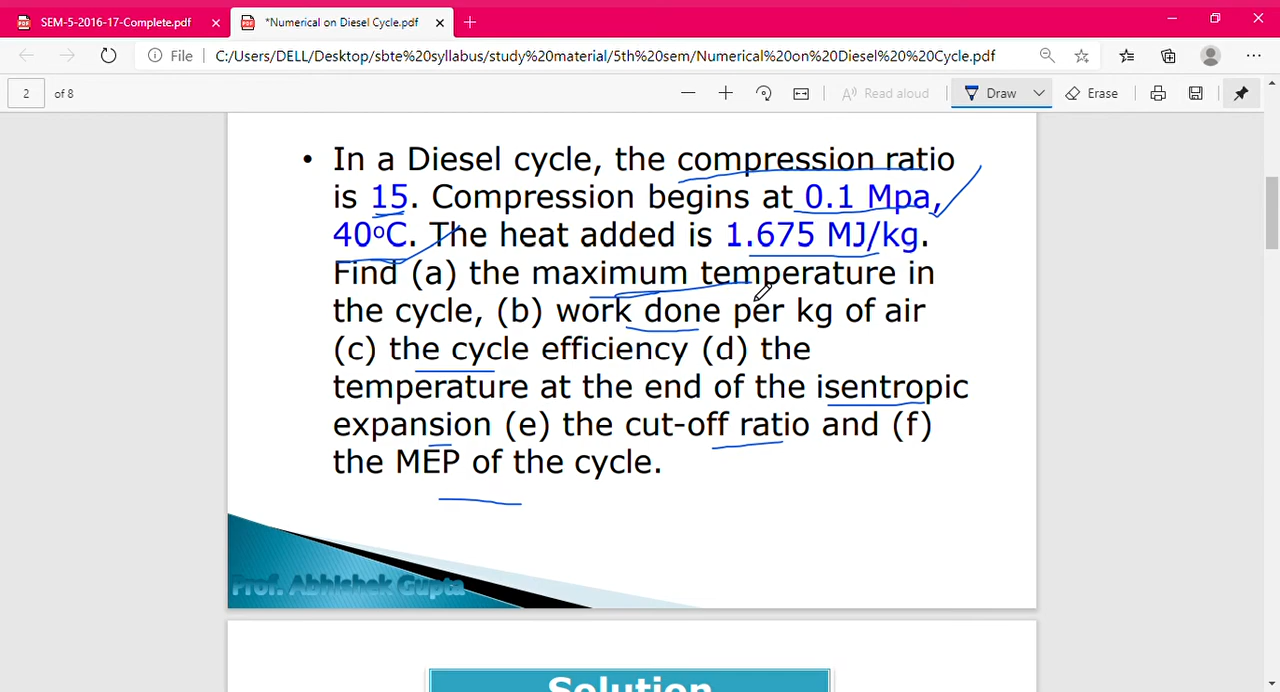 SEM-5-2016-17-Complete.pdf
*Numerical on Diesel Cycle.pdf
File
C:/Users/DELL/Desktop/sbte%20syllabus/study%20material/5th%20sem/Numerical%20on%20Diesel%20%20Cycle.pdf
2 of 8
Read aloud
Draw
Erase
• In a Diesel cycle, the compression ratio
is 15. Compression begins at 0.1 Mpa,
40°C. The heat added is 1.675 MJ/kg.
Find (a) the maximum temperature in
the cycle, (b) work done per kg of air
(c) the cycle efficiency (d) the
temperature at the end of the isentropic
expansion (e) the cut-off ratio and (f)
the MEP of the cycle.
Prof. Abhishek Gupta
Solution